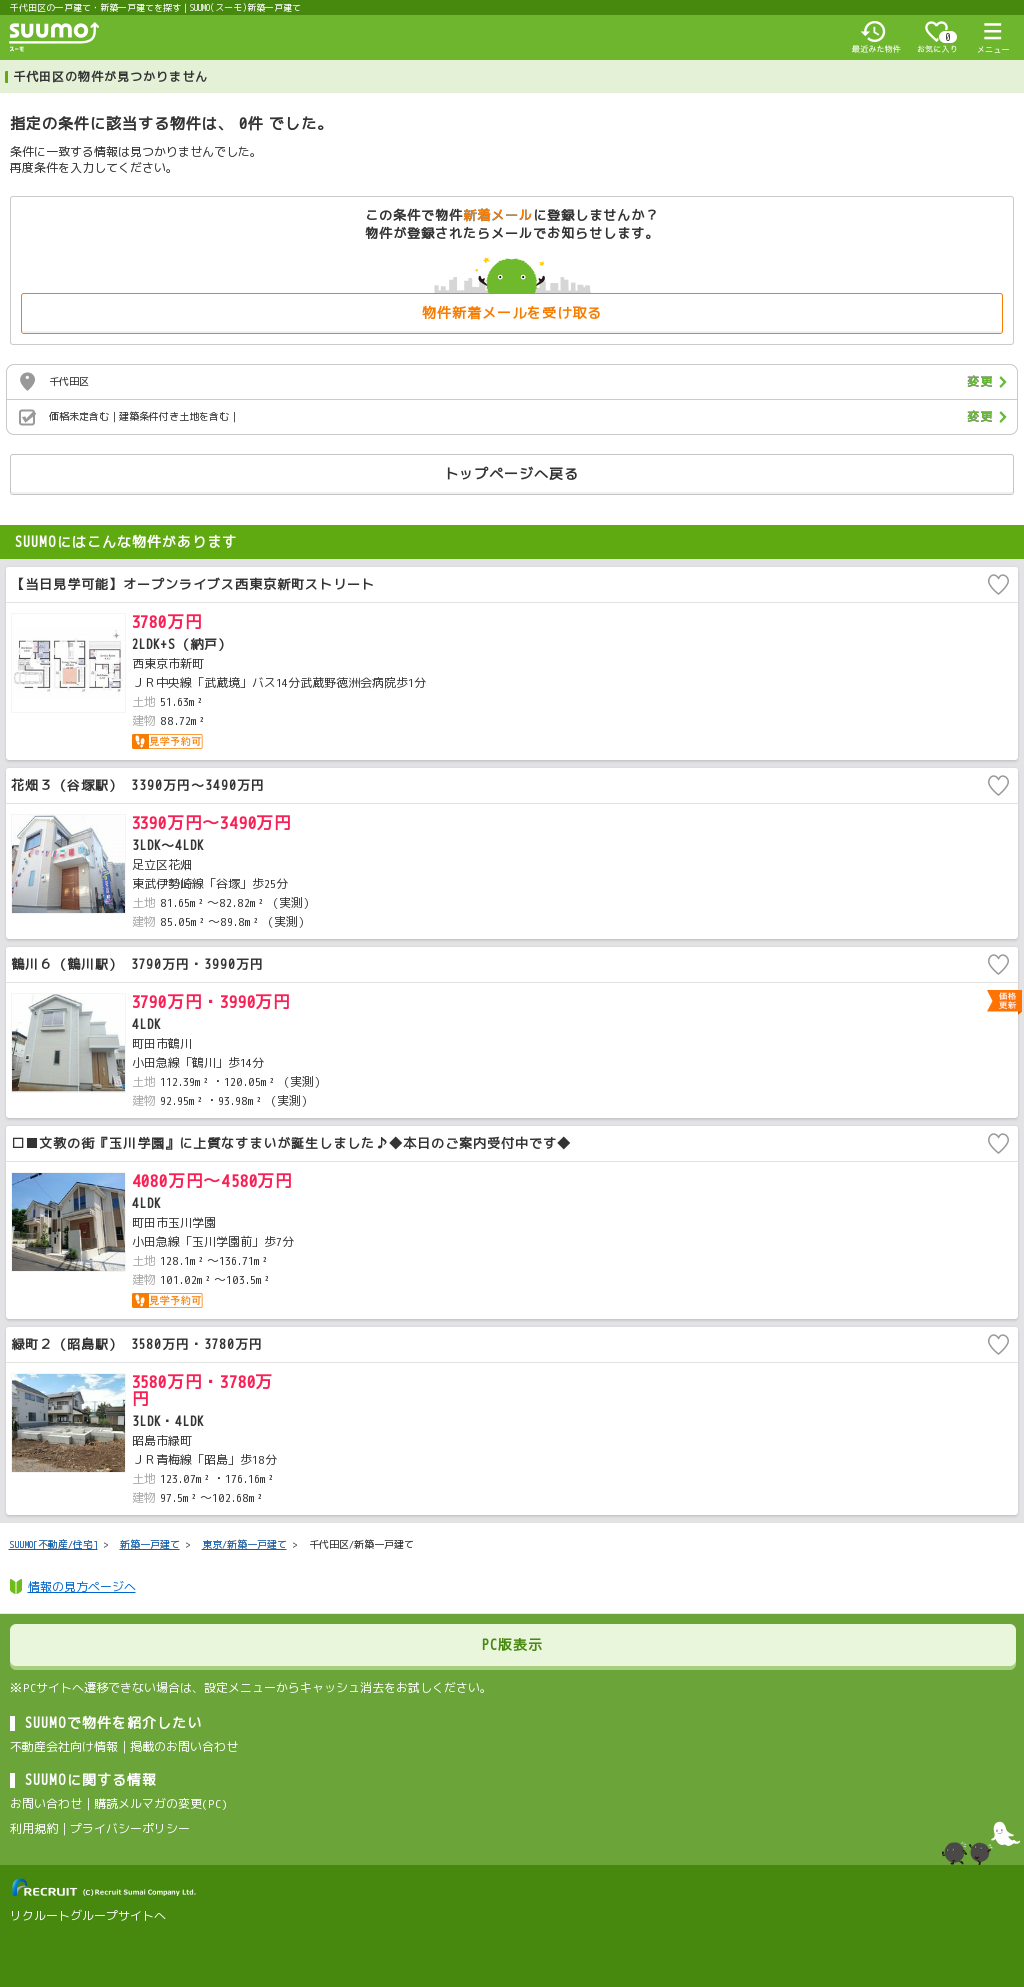 千代田区の一戸建て・新築一戸建てを探す | SUUMO(スーモ)新築一戸建て
SUUMO
スーモ
最近みた物件
0
お気に入り
メニュー
千代田区の物件が見つかりません
指定の条件に該当する物件は、 0件 でした。
条件に一致する情報は見つかりませんでした。
再度条件を入力してください。
この条件で物件新着メールに登録しませんか？
物件が登録されたらメールでお知らせします。
物件新着メールを受け取る
千代田区
変更
価格未定含む | 建築条件付き土地を含む |
変更
トップページへ戻る
SUUMOにはこんな物件があります
【当日見学可能】オープンライブス西東京新町ストリート
3780万円
2LDK+S（納戸）
西東京市新町
ＪＲ中央線「武蔵境」バス14分武蔵野徳洲会病院歩1分
土地 51.63m²
建物 88.72m²
見学予約可
花畑３（谷塚駅） 3390万円～3490万円
3390万円～3490万円
3LDK～4LDK
足立区花畑
東武伊勢崎線「谷塚」歩25分
土地 81.65m²～82.82m²（実測）
建物 85.05m²～89.8m²（実測）
鶴川６（鶴川駅） 3790万円・3990万円
3790万円・3990万円
価格
更新
4LDK
町田市鶴川
小田急線「鶴川」歩14分
土地 112.39m²・120.05m²（実測）
建物 92.95m²・93.98m²（実測）
□■文教の街『玉川学園』に上質なすまいが誕生しました♪◆本日のご案内受付中です◆
4080万円～4580万円
4LDK
町田市玉川学園
小田急線「玉川学園前」歩7分
土地 128.1m²～136.71m²
建物 101.02m²～103.5m²
見学予約可
緑町２（昭島駅） 3580万円・3780万円
3580万円・3780万
円
3LDK・4LDK
昭島市緑町
ＪＲ青梅線「昭島」歩18分
土地 123.07m²・176.16m²
建物 97.5m²～102.68m²
SUUMO[不動産/住宅] > 新築一戸建て > 東京/新築一戸建て > 千代田区/新築一戸建て
情報の見方ページへ
PC版表示
※PCサイトへ遷移できない場合は、設定メニューからキャッシュ消去をお試しください。
SUUMOで物件を紹介したい
不動産会社向け情報｜掲載のお問い合わせ
SUUMOに関する情報
お問い合わせ｜購読メルマガの変更(PC)
利用規約｜プライバシーポリシー
RECRUIT (C)Recruit Sumai Company Ltd.
リクルートグループサイトへ